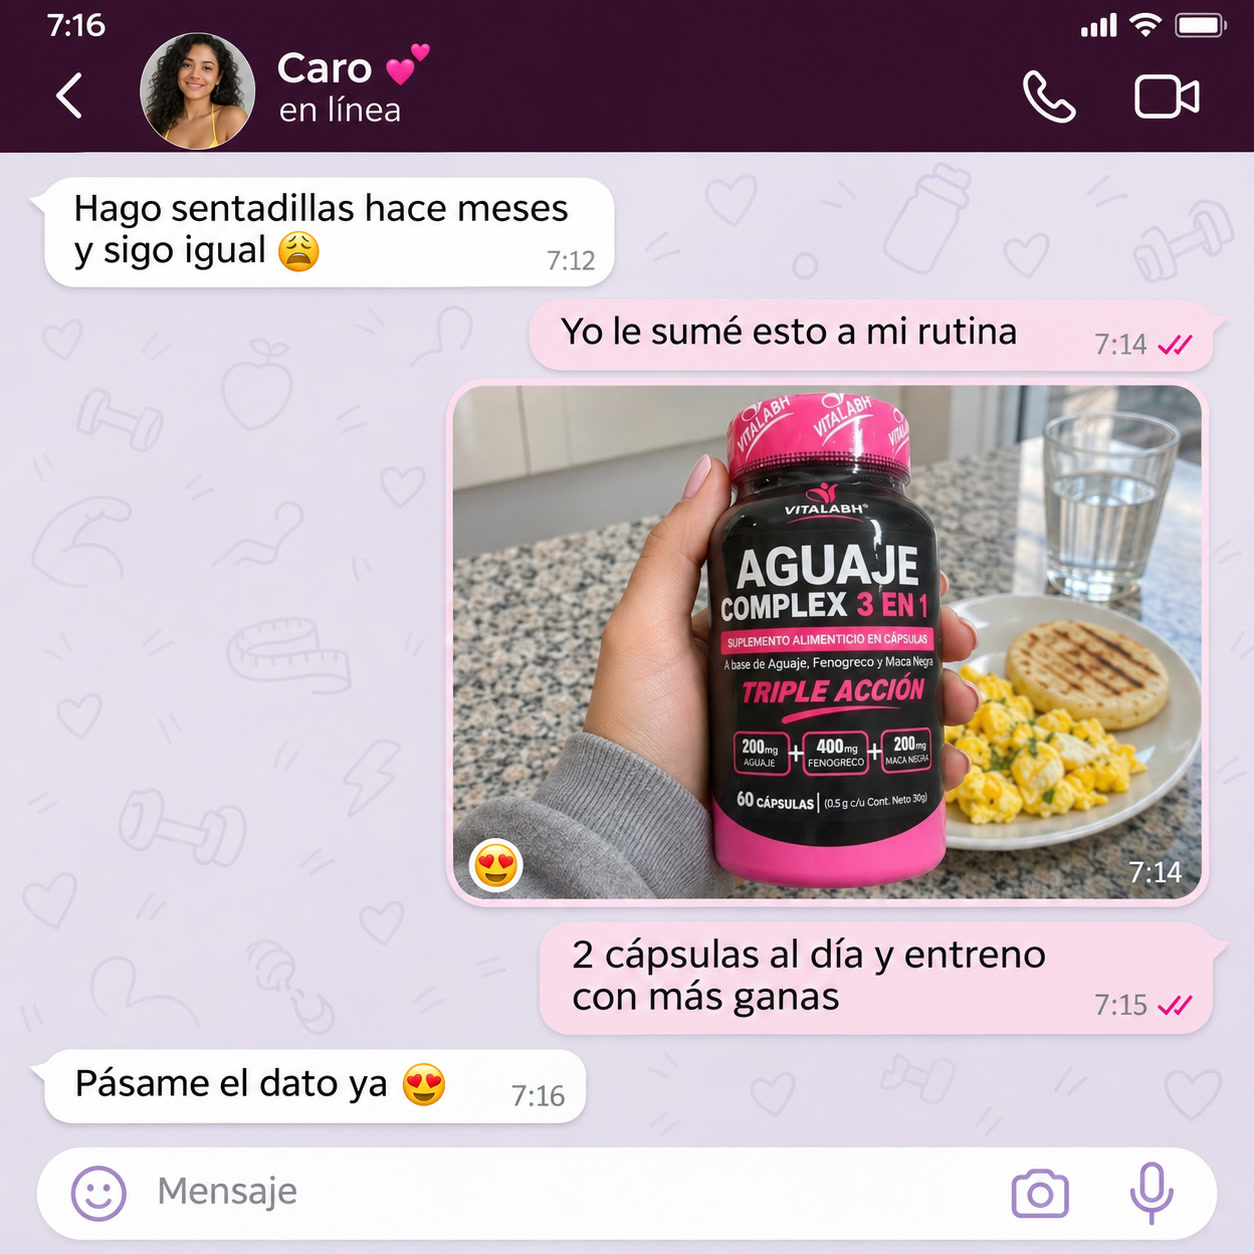 7:16
Caro 💕
en línea
Hago sentadillas hace meses
y sigo igual 😩
7:12
Yo le sumé esto a mi rutina
7:14
VITALABH
VITALABH
VITALABH®
AGUAJE
COMPLEX 3 EN 1
SUPLEMENTO ALIMENTICIO EN CÁPSULAS
A base de Aguaje, Fenogreco y Maca Negra
TRIPLE ACCIÓN
200mg + 400mg + 200mg
AGUAJE FENOGRECO MACA NEGRA
60 CÁPSULAS | (0.5 g c/u Cont. Neto 30g)
7:14
2 cápsulas al día y entreno
con más ganas
7:15
Pásame el dato ya 😍
7:16
Mensaje